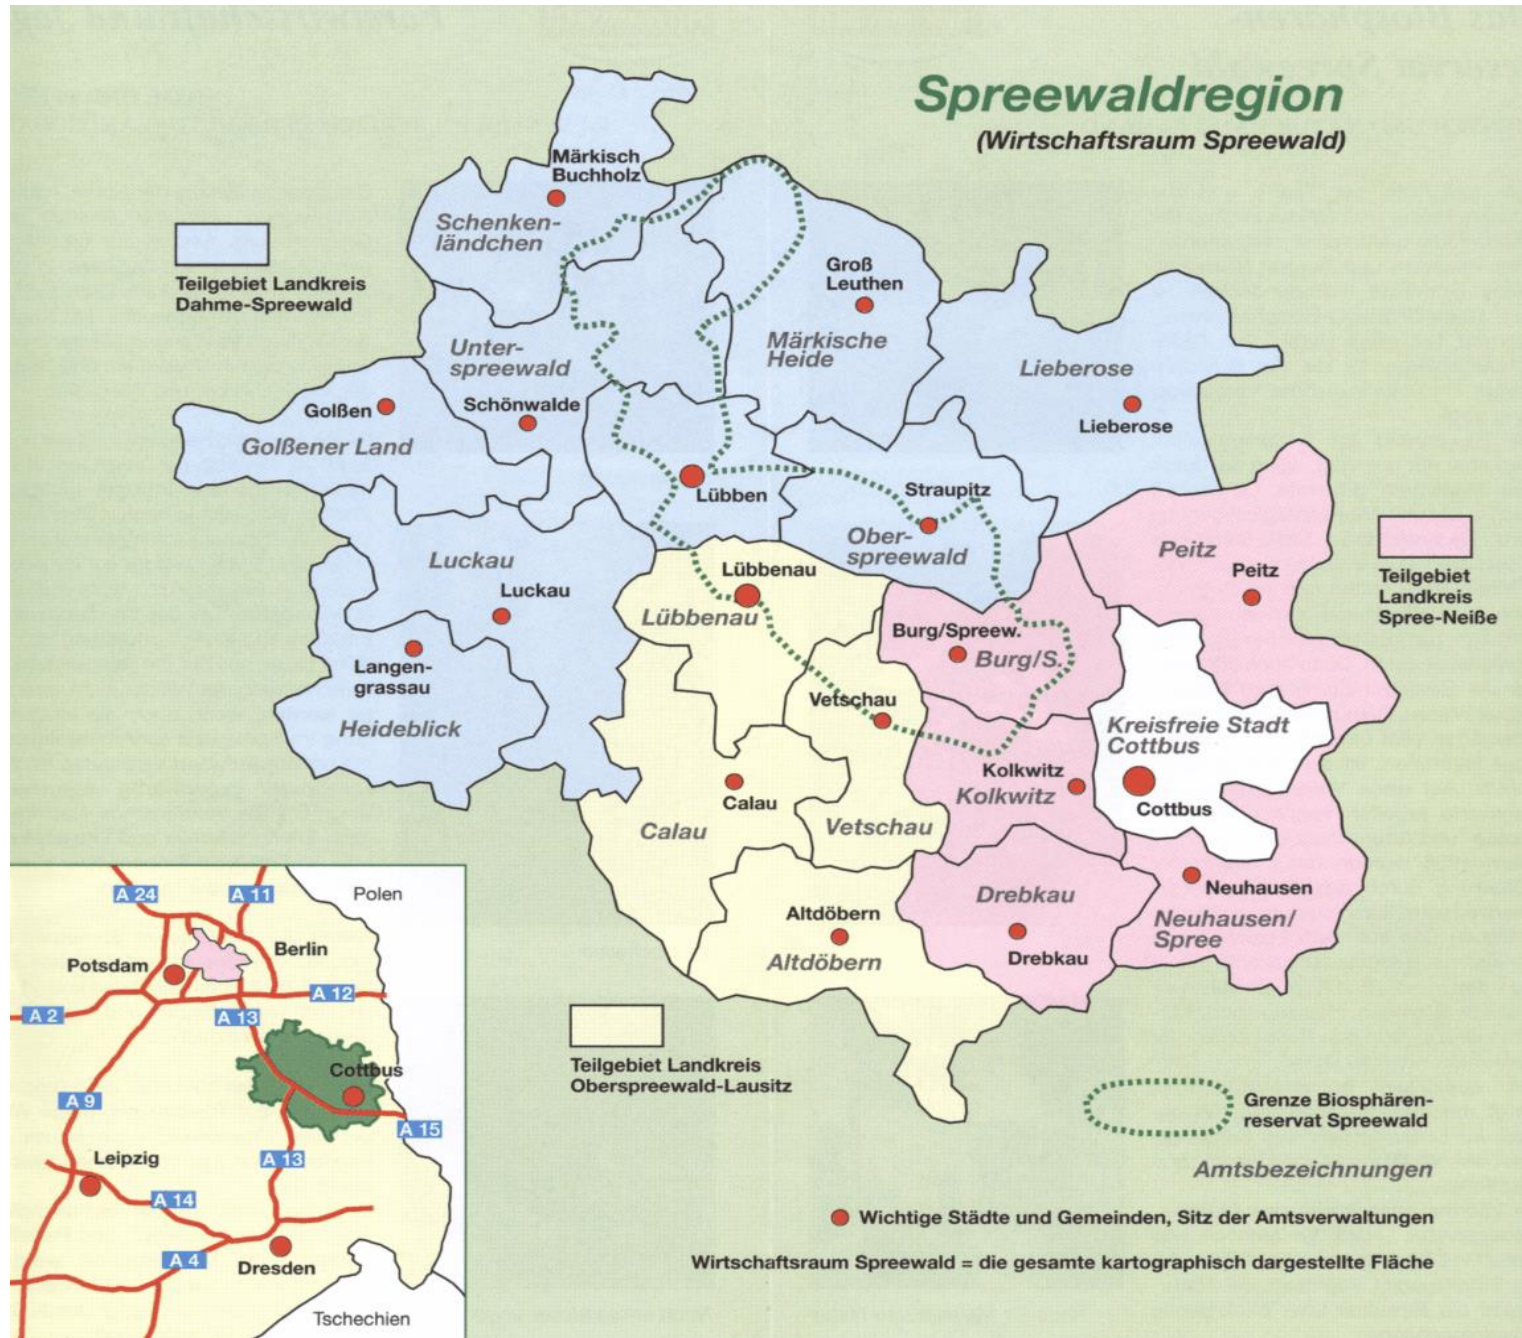 Spreewaldregion
(Wirtschaftsraum Spreewald)
Märkisch
Buchholz
Schenken-
ländchen
Teilgebiet Landkreis
Dahme-Spreewald
Groß
Leuthen
Märkische
Heide
Unter-
spreewald
Schönwalde
Lieberose
Lieberose
Golßen
Golßener Land
Lübben
Straupitz
Ober-
spreewald
Luckau
Luckau
Lübbenau
Lübbenau
Peitz
Peitz
Teilgebiet
Landkreis
Spree-Neiße
Burg/Spreew.
Burg/S.
Langen-
grassau
Heideblick
Vetschau
Kreisfreie Stadt
Cottbus
Cottbus
Kolkwitz
Kolkwitz
Calau
Calau
Vetschau
Drebkau
Drebkau
Neuhausen
Neuhausen/
Spree
Altdöbern
Altdöbern
Teilgebiet Landkreis
Oberspreewald-Lausitz
Grenze Biosphären-
reservat Spreewald
Amtsbezeichnungen
Wichtige Städte und Gemeinden, Sitz der Amtsverwaltungen
Wirtschaftsraum Spreewald = die gesamte kartographisch dargestellte Fläche
A 24
A 11
Polen
Berlin
Potsdam
A 12
A 2
A 13
Cottbus
A 9
A 15
Leipzig
A 13
A 14
A 4
Dresden
Tschechien